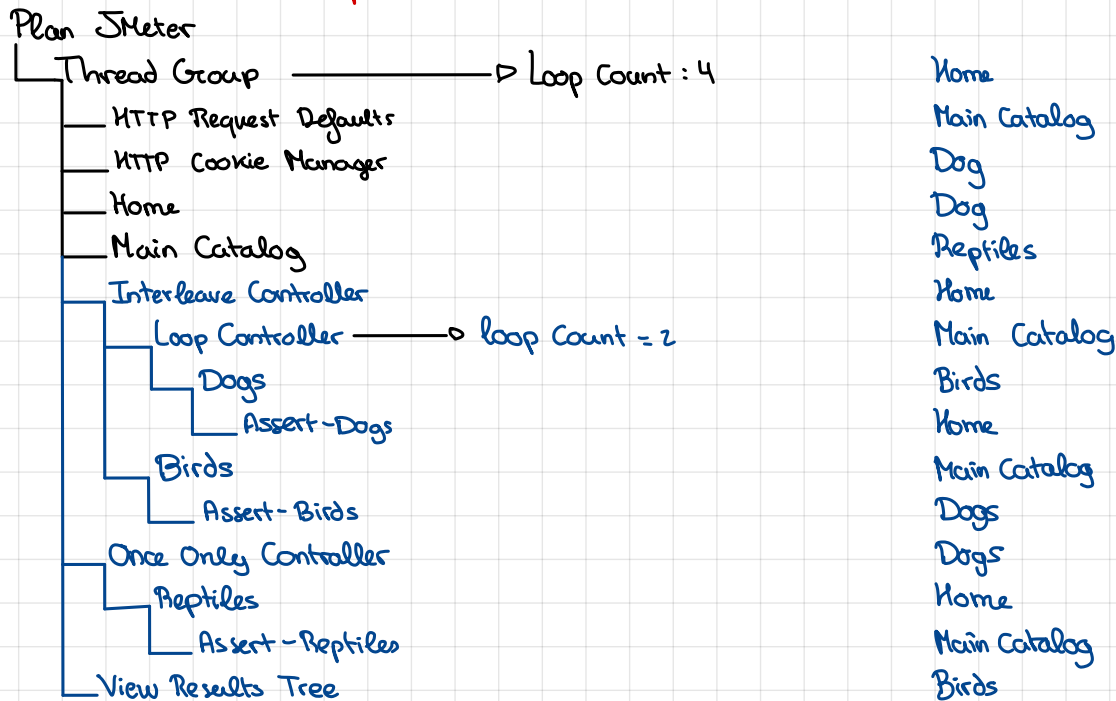 Plan JMeter
Thread Group
Loop Count : 4
HTTP Request Defaults
HTTP Cookie Manager
Home
Main Catalog
Interleave Controller
Loop Controller
loop Count = 2
Dogs
Assert-Dogs
Birds
Assert-Birds
Once Only Controller
Reptiles
Assert-Reptiles
View Results Tree
Home
Main Catalog
Dog
Dog
Reptiles
Home
Main Catalog
Birds
Home
Main Catalog
Dogs
Dogs
Home
Main Catalog
Birds